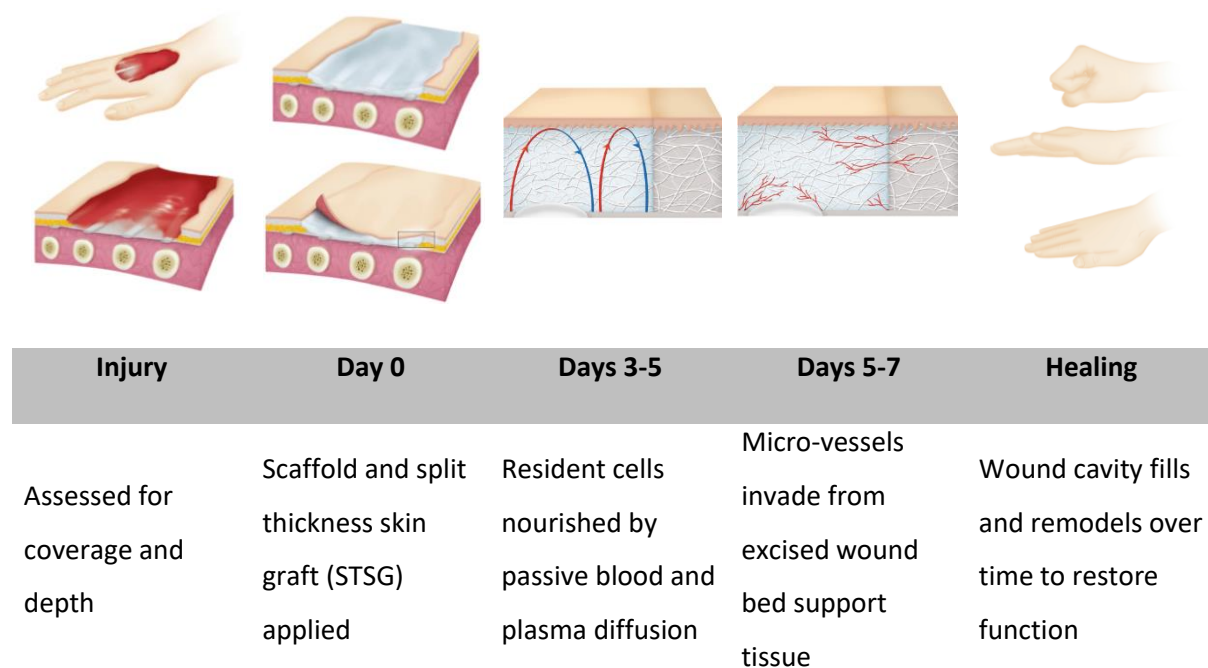 Injury
Day 0
Days 3-5
Days 5-7
Healing
Assessed for
coverage and
depth
Scaffold and split
thickness skin
graft (STSG)
applied
Resident cells
nourished by
passive blood and
plasma diffusion
Micro-vessels
invade from
excised wound
bed support
tissue
Wound cavity fills
and remodels over
time to restore
function